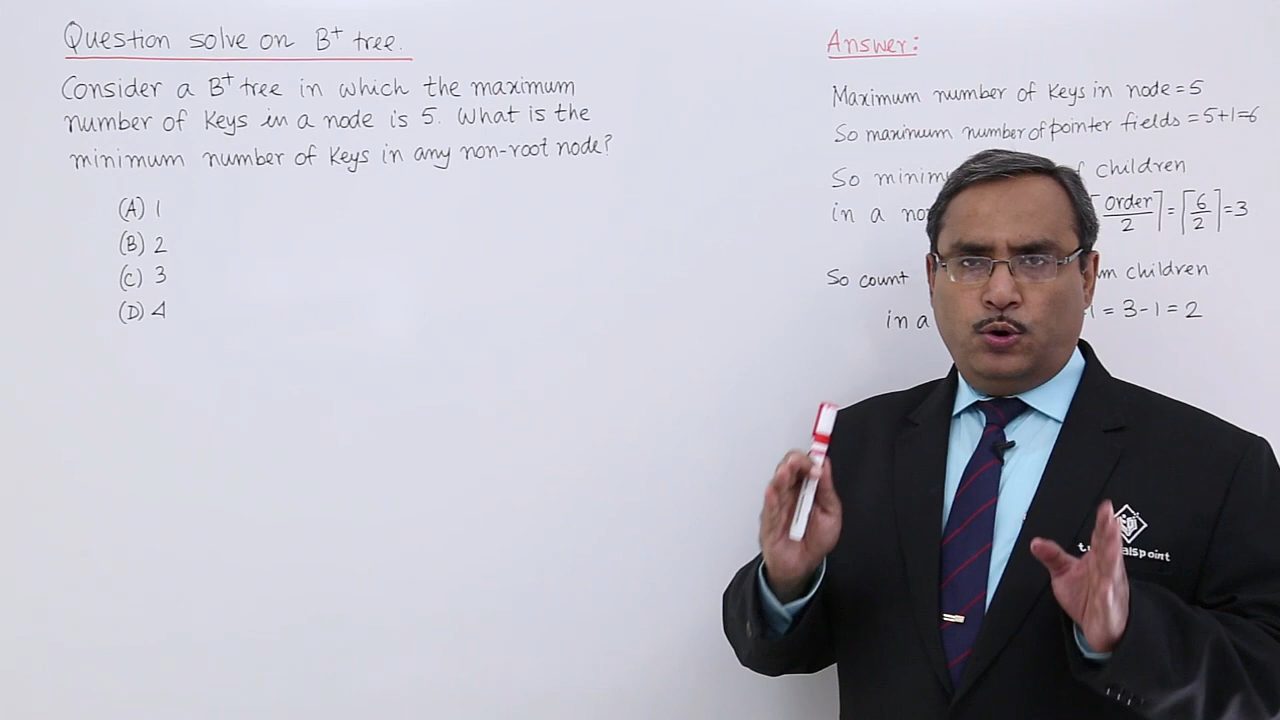 Question solve on B+ tree.
Consider a B+ tree in which the maximum
number of keys in a node is 5. What is the
minimum number of keys in any non-root node?
(A) 1
(B) 2
(C) 3
(D) 4
Answer:
Maximum number of keys in node = 5
So maximum number of pointer fields = 5+1=6
So children
in a ⌈order/2⌉ = ⌈6/2⌉ = 3
So count children
in a = 3-1 = 2
point